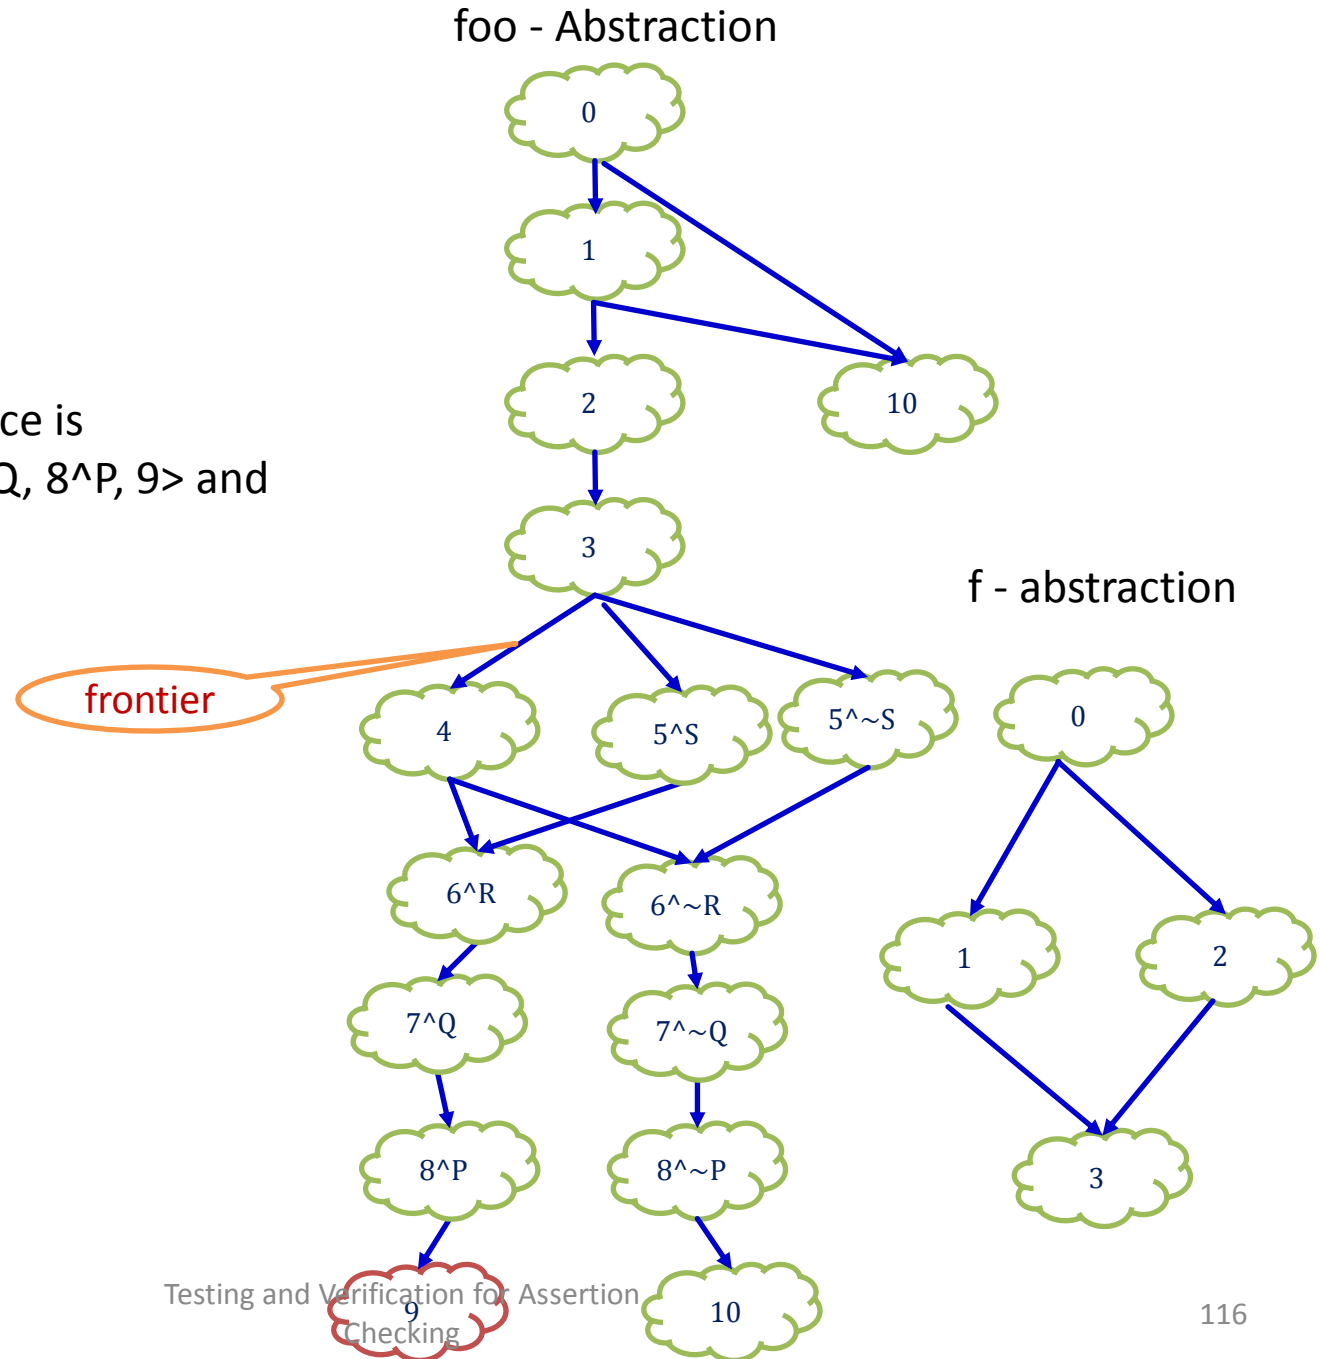 foo - Abstraction
0
1
2
10
ce is
Q, 8^P, 9> and
3
f - abstraction
frontier
4
5^S
5^~S
0
6^R
6^~R
1
2
7^Q
7^~Q
8^P
8^~P
3
Testing and Verification for Assertion
Checking
9
10
116